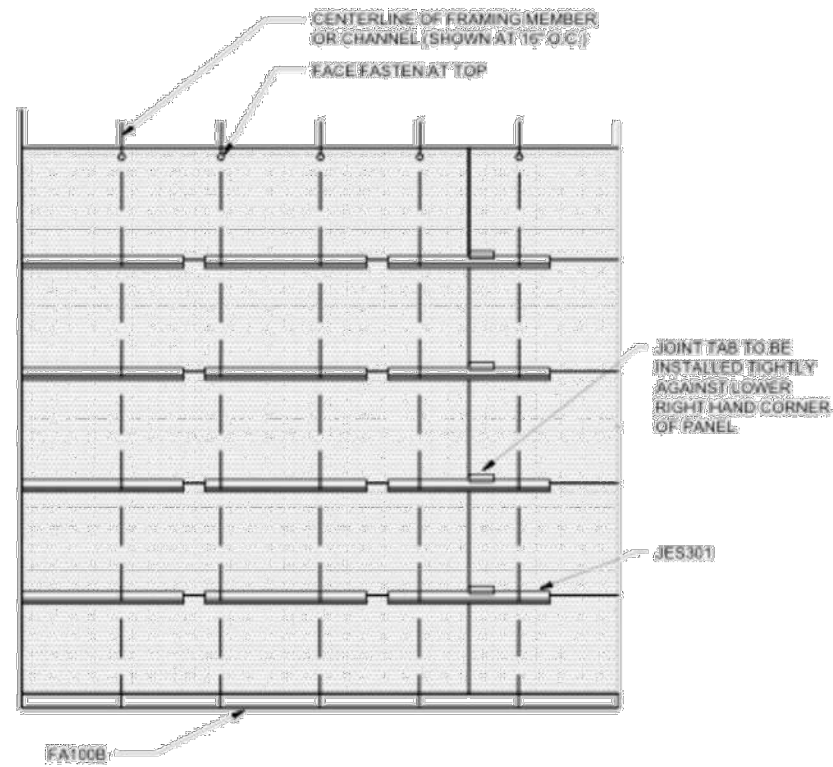 CENTERLINE OF FRAMING MEMBER
OR CHANNEL (SHOWN AT 16" O.C.)
FACE FASTEN AT TOP
JOINT TAB TO BE
INSTALLED TIGHTLY
AGAINST LOWER
RIGHT HAND CORNER
OF PANEL
JES301
FA100B